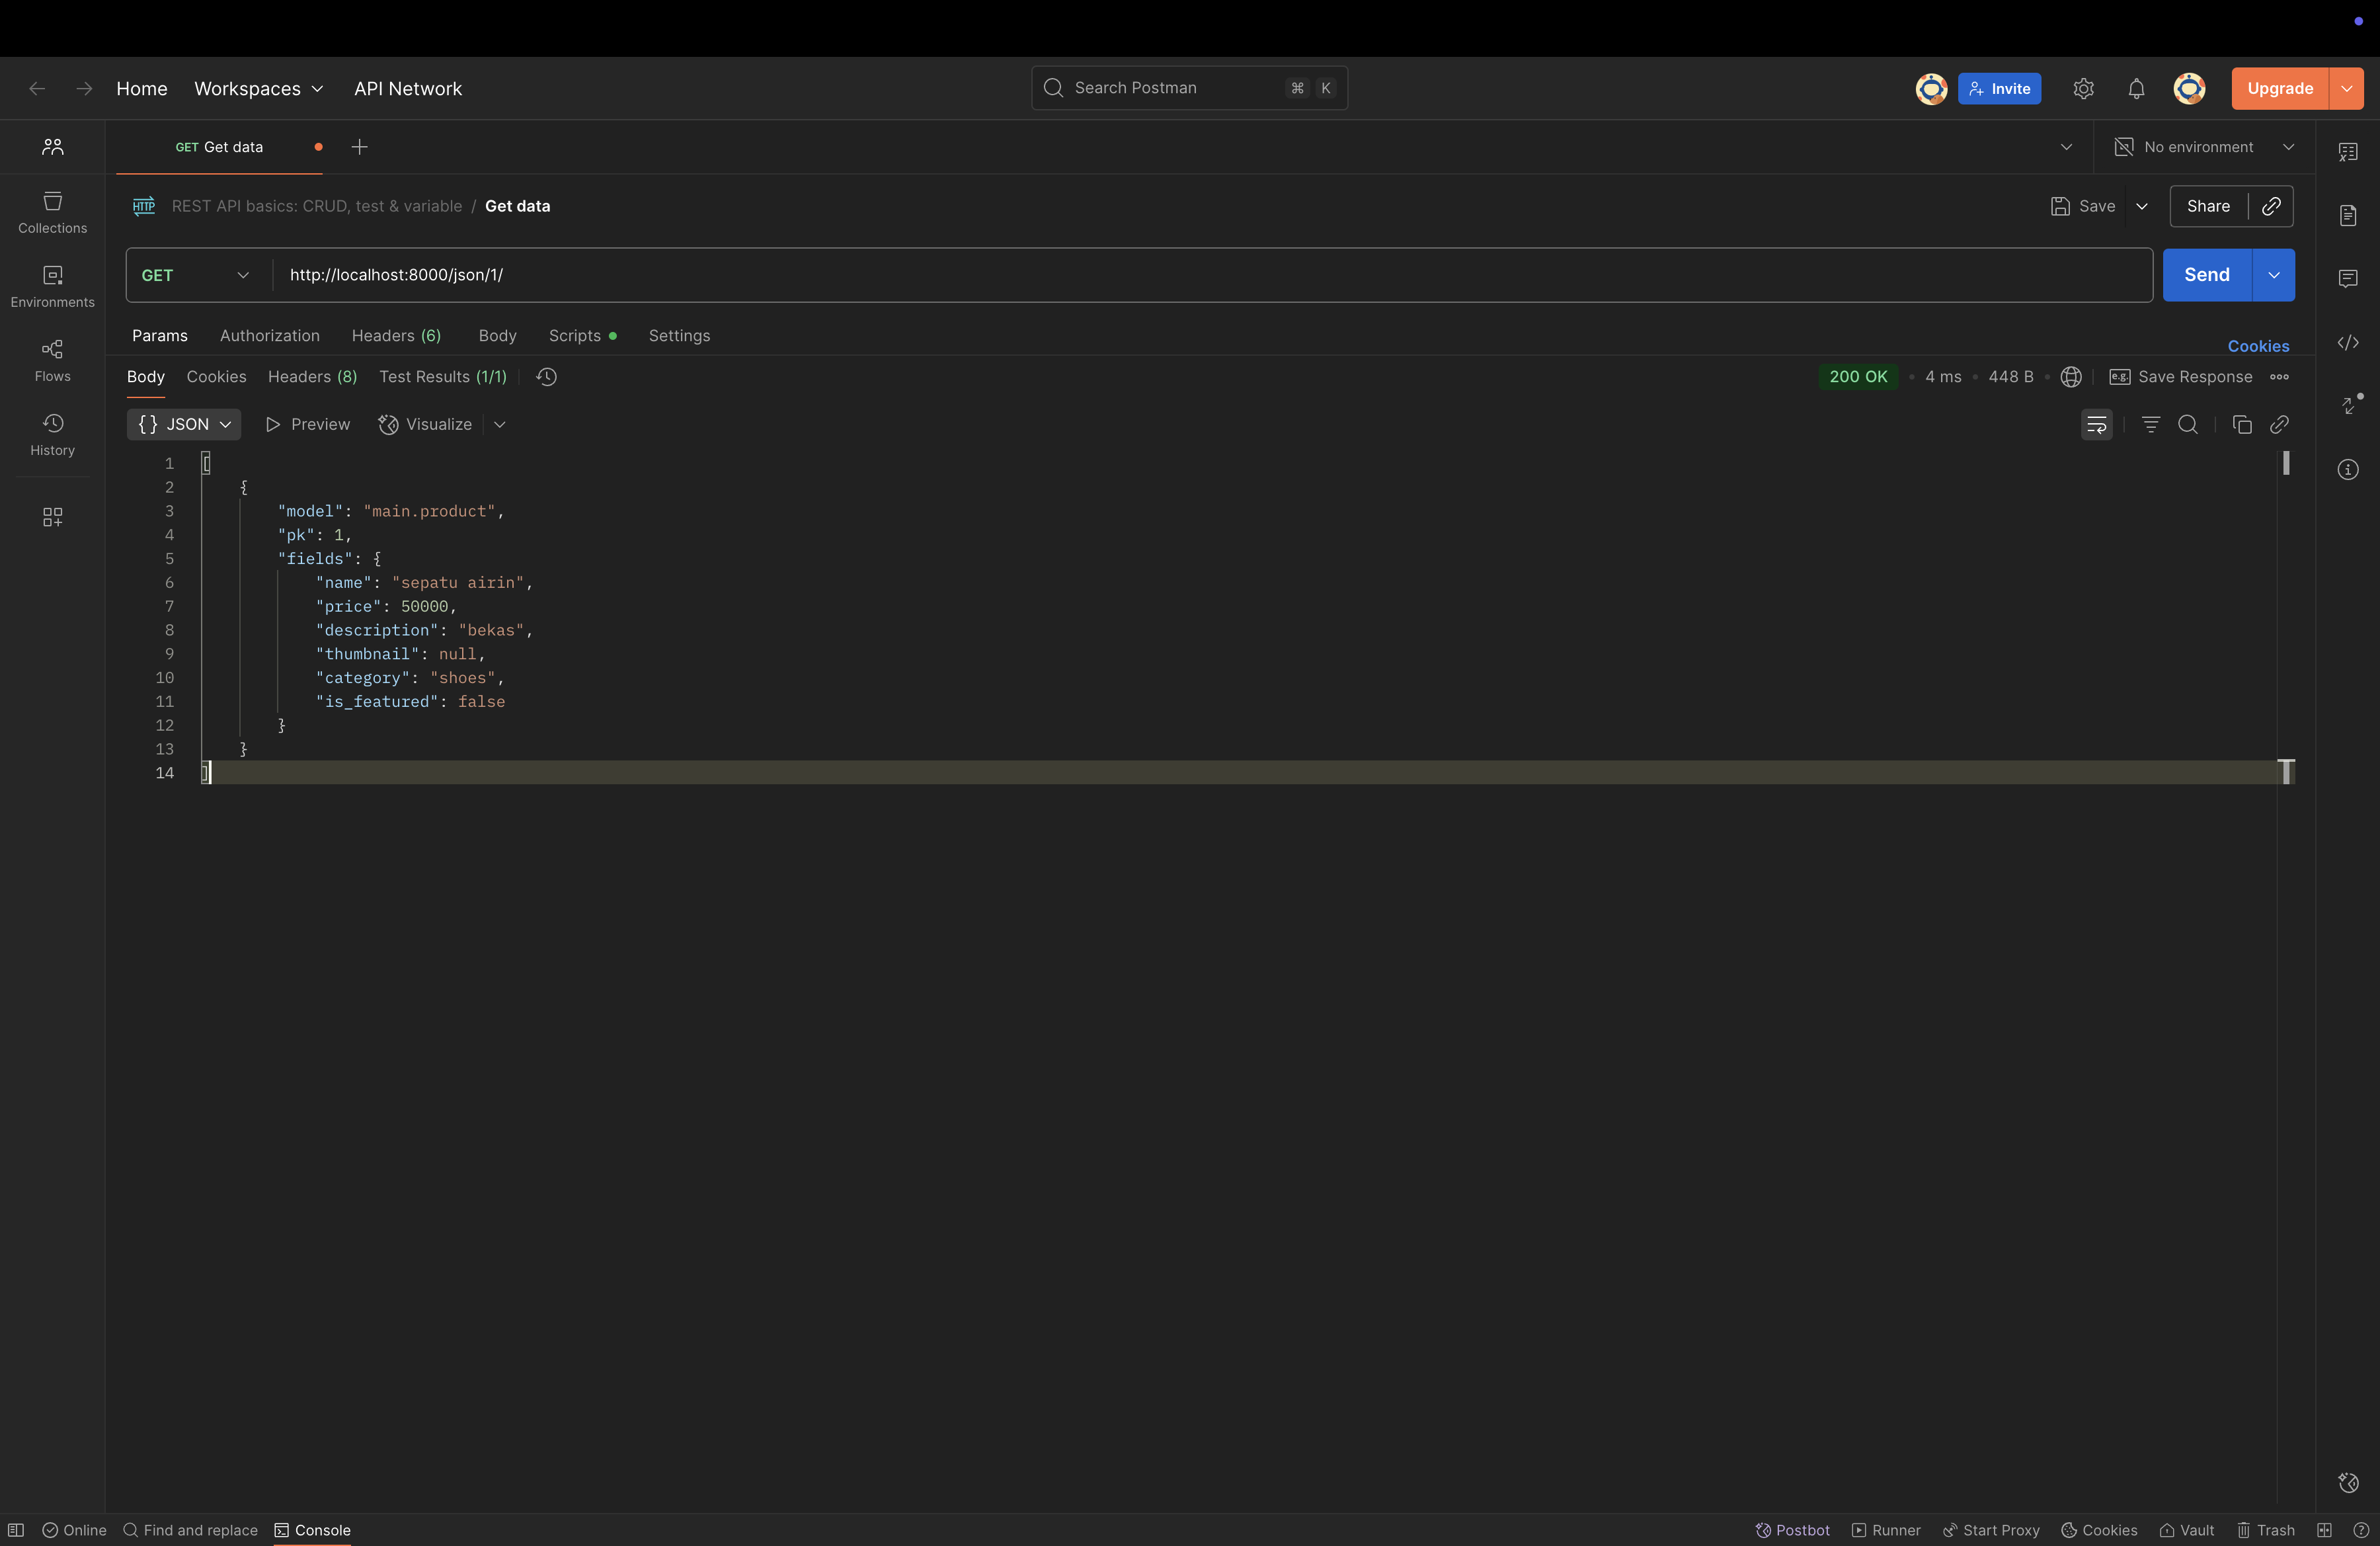 Home Workspaces API Network
Search Postman ⌘ K
Invite
Upgrade
GET Get data
No environment
HTTP REST API basics: CRUD, test & variable / Get data
Save
Share
Collections
Environments
Flows
History
GET http://localhost:8000/json/1/
Send
Params Authorization Headers (6) Body Scripts Settings
Cookies
Body Cookies Headers (8) Test Results (1/1)
200 OK • 4 ms • 448 B • e.g. Save Response
{} JSON Preview Visualize
1 [
2 {
3 "model": "main.product",
4 "pk": 1,
5 "fields": {
6 "name": "sepatu airin",
7 "price": 50000,
8 "description": "bekas",
9 "thumbnail": null,
10 "category": "shoes",
11 "is_featured": false
12 }
13 }
14 ]
Online Find and replace Console
Postbot Runner Start Proxy Cookies Vault Trash